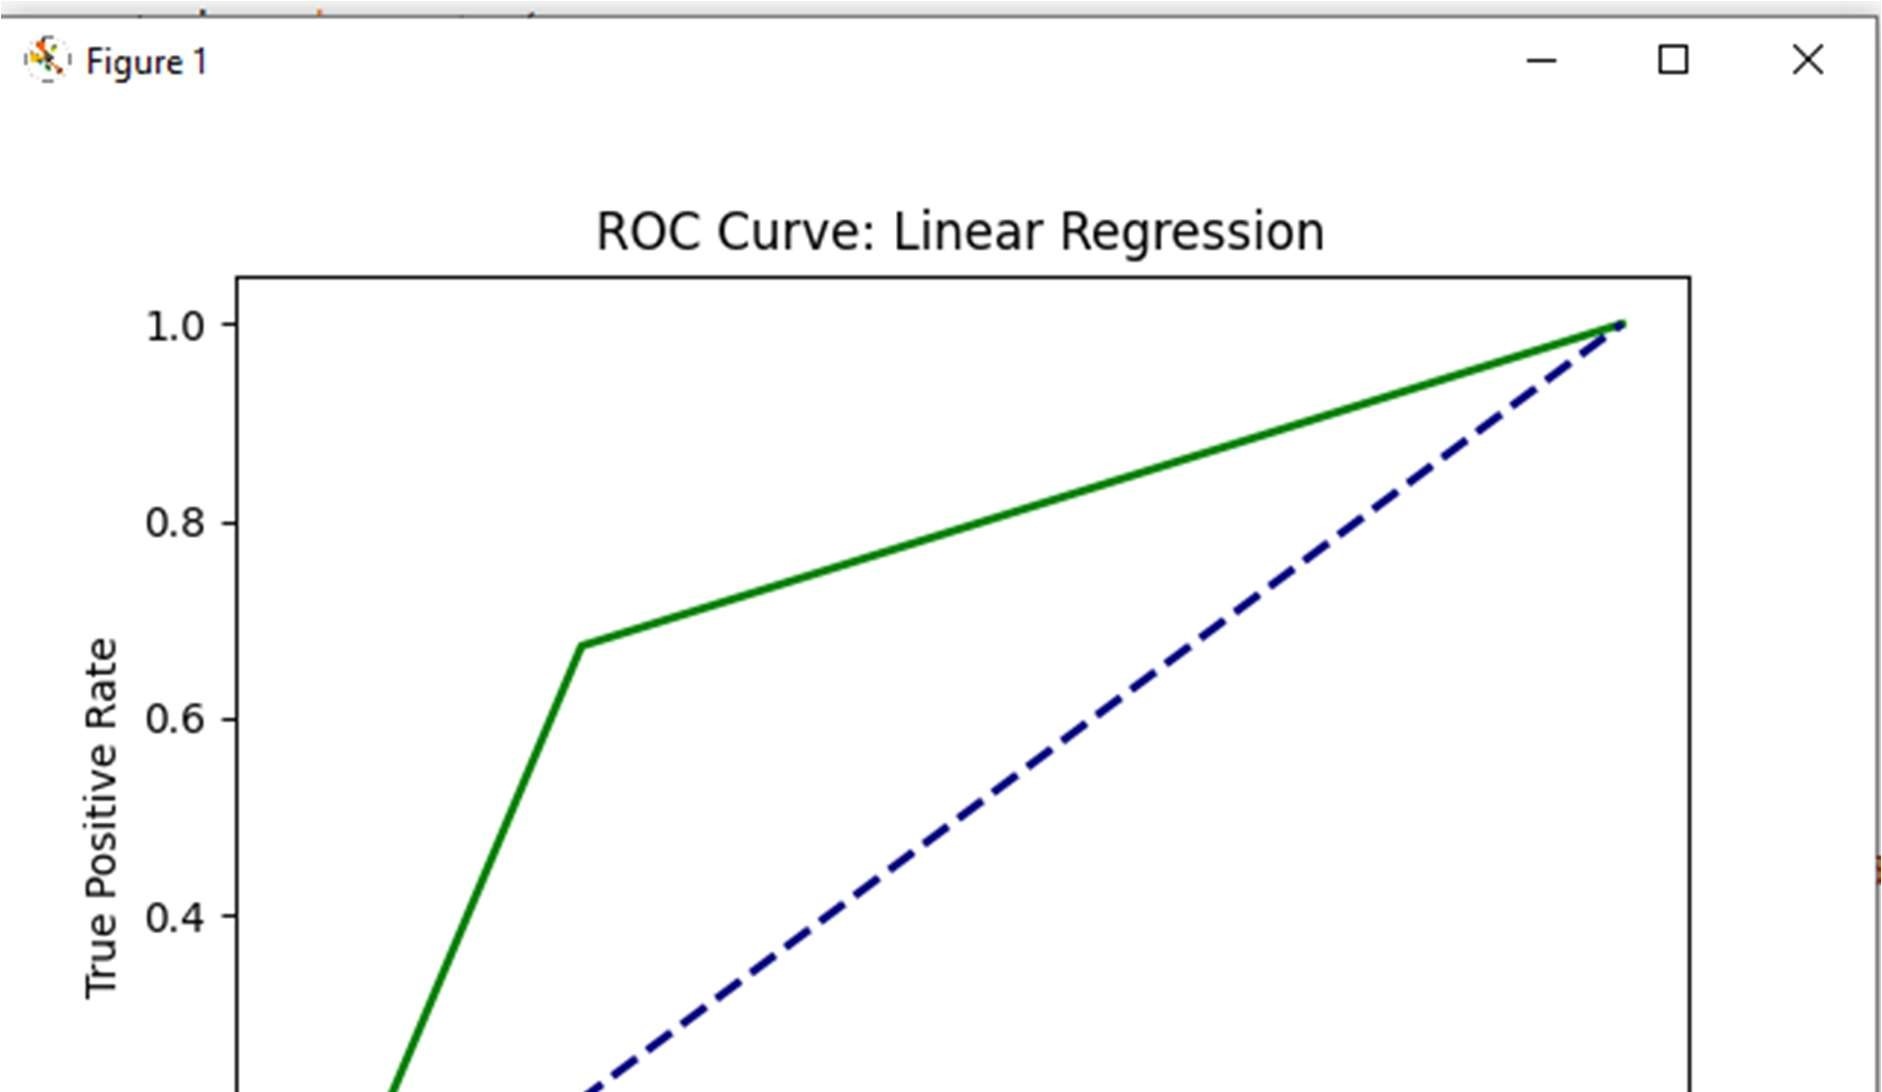 Figure 1
ROC Curve: Linear Regression
1.0
0.8
0.6
0.4
True Positive Rate